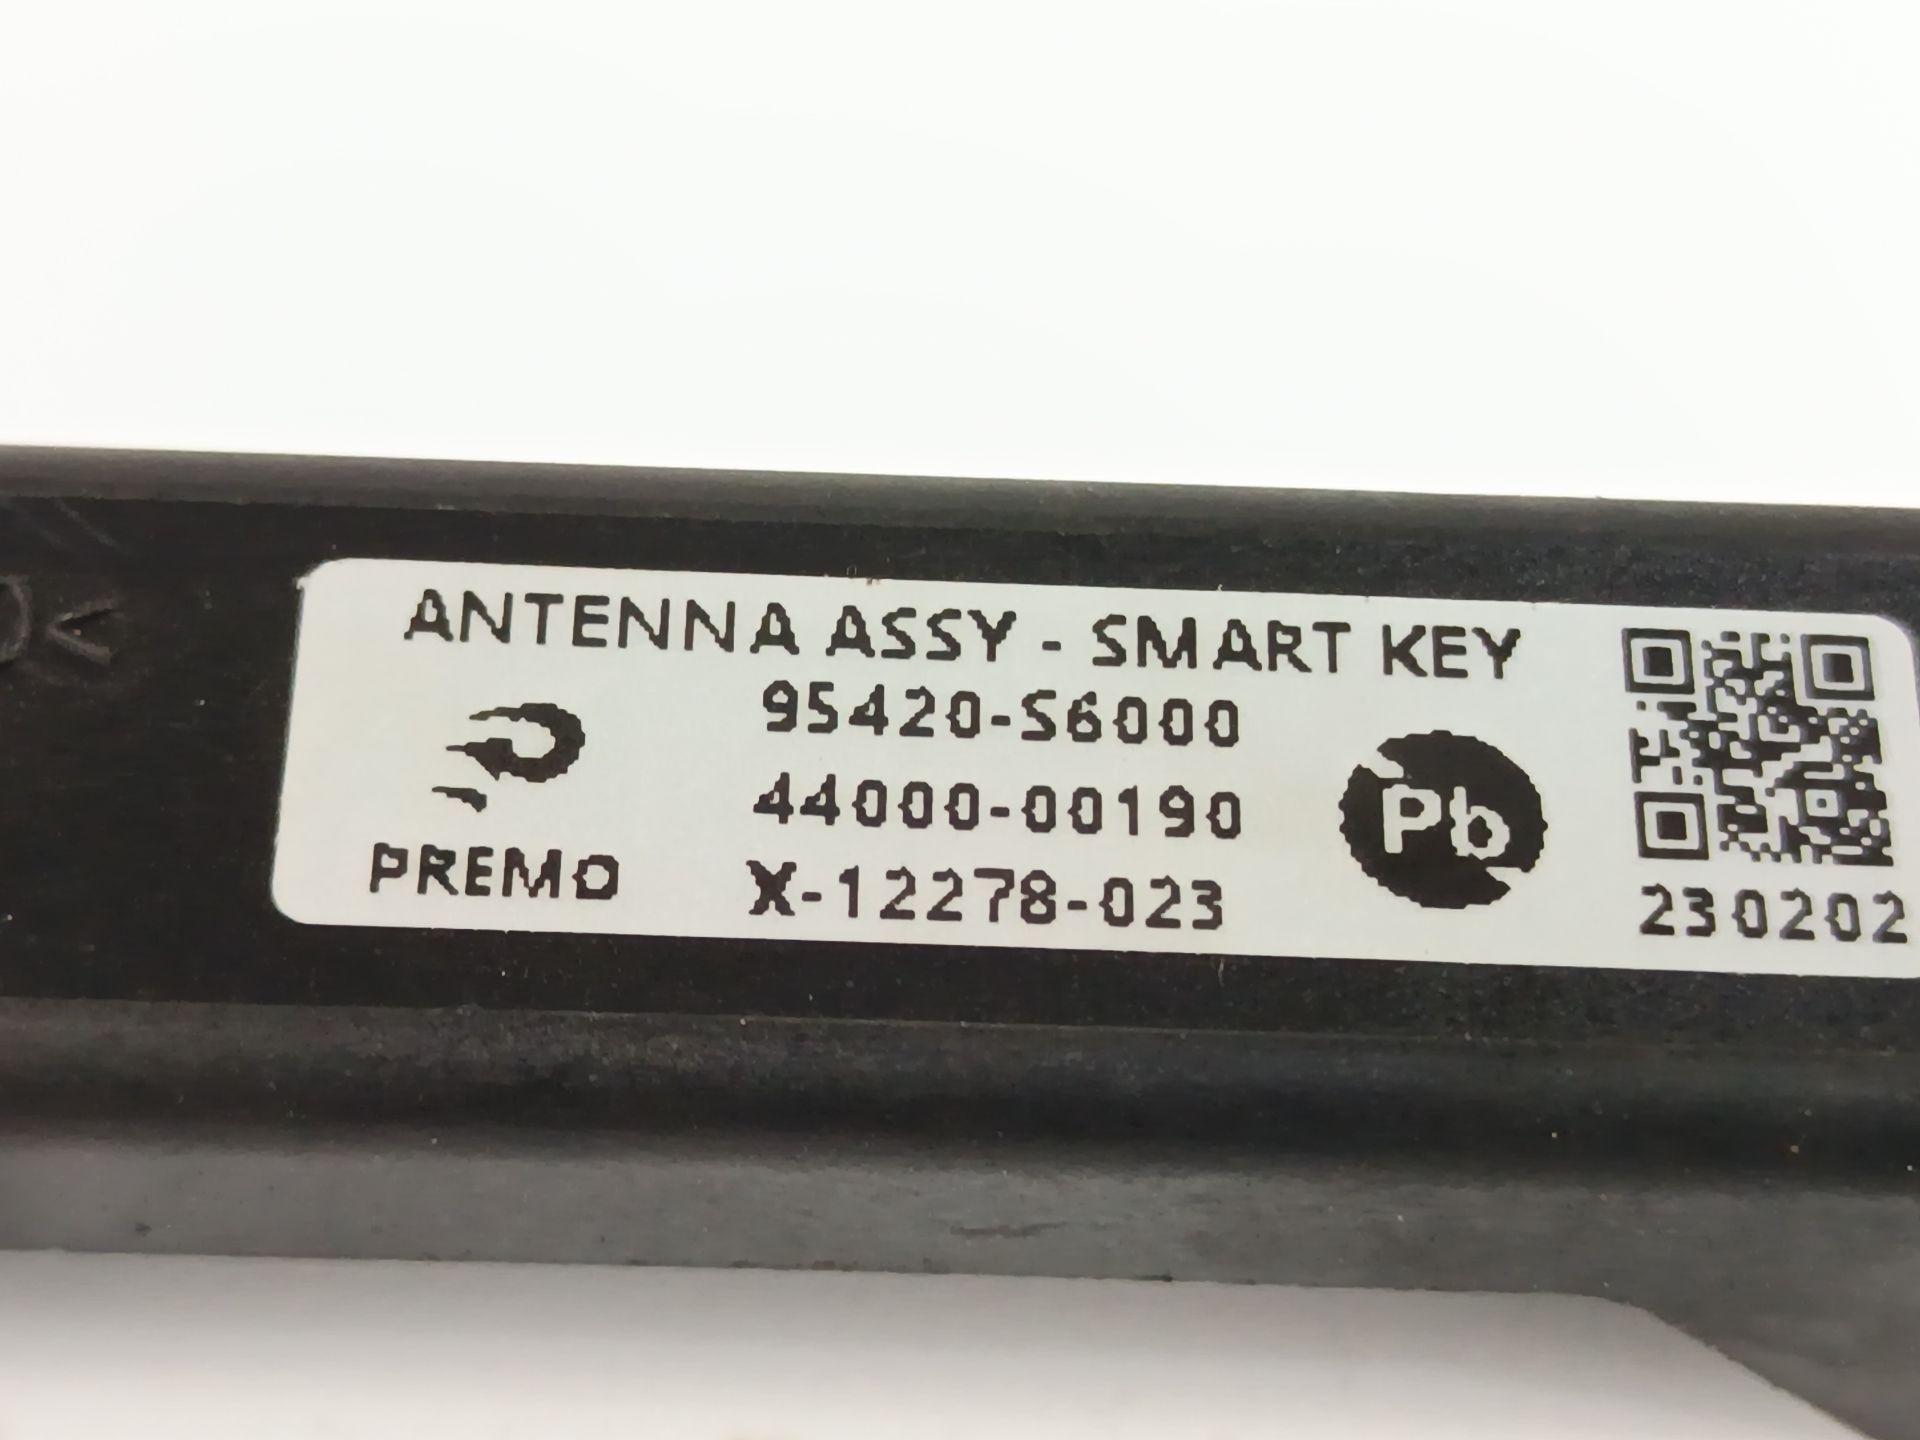 ANTENNA ASSY - SMART KEY
95420-S6000
44000-00190
PREMO
X-12278-023
Pb
230202